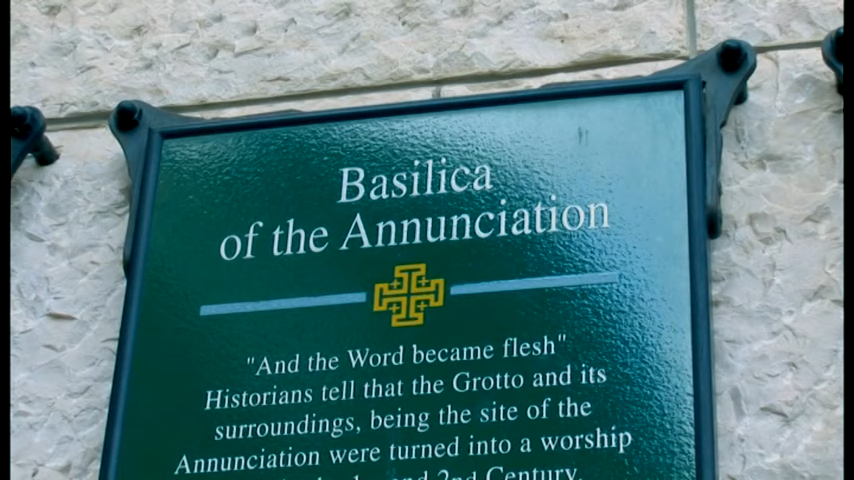 Basilica
of the Annunciation
"And the Word became flesh"
Historians tell that the Grotto and its
surroundings, being the site of the
Annunciation were turned into a worship
2nd Century.